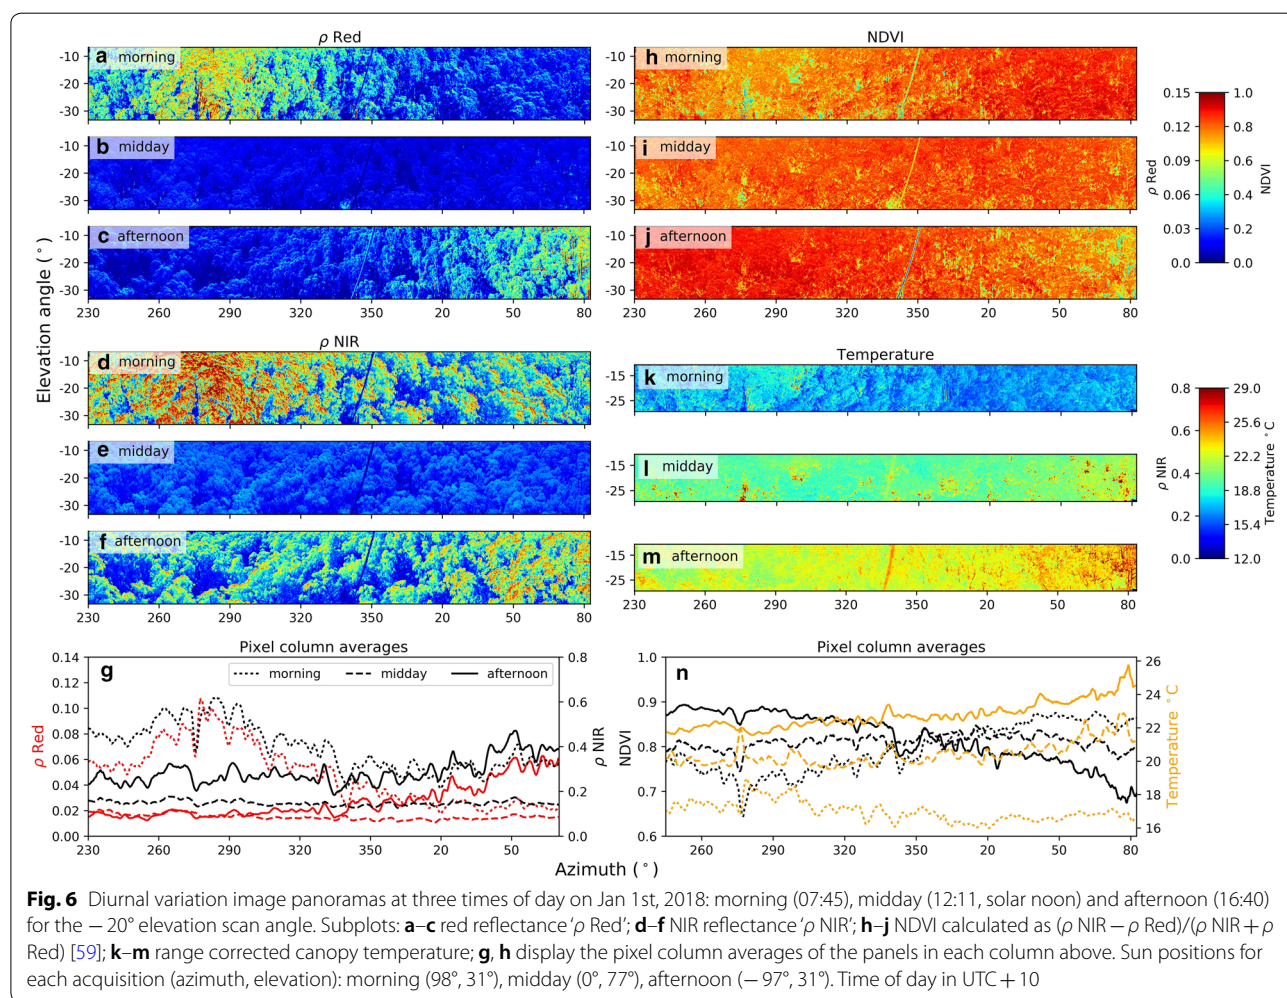 ρ Red
NDVI
a morning
b midday
c afternoon
-10
-20
-30
-10
-20
-30
-10
-20
-30
230 260 290 320 350 20 50 80
h morning
i midday
j afternoon
-10
-20
-30
-10
-20
-30
-10
-20
-30
230 260 290 320 350 20 50 80
0.15 1.0
0.12 0.8
0.09 0.6
0.06 0.4
0.03 0.2
0.00 0.0
ρ Red
NDVI
Elevation angle (°)
ρ NIR
d morning
e midday
f afternoon
-10
-20
-30
-10
-20
-30
-10
-20
-30
230 260 290 320 350 20 50 80
Temperature
k morning
l midday
m afternoon
-15
-25
-15
-25
-15
-25
230 260 290 320 350 20 50 80
0.8 29.0
0.6 25.6
22.2
0.4
18.8
0.2 15.4
0.0 12.0
ρ NIR
Temperature °C
Pixel column averages
g
morning midday afternoon
0.14
0.12
0.10
0.08
0.06
0.04
0.02
0.00
ρ Red
0.8
0.6
0.4
0.2
0.0
ρ NIR
230 260 290 320 350 20 50
Pixel column averages
n
1.0
0.9
0.8
0.7
0.6
NDVI
26
24
22
20
18
16
Temperature °C
260 290 320 350 20 50 80
Azimuth (°)
Fig. 6 Diurnal variation image panoramas at three times of day on Jan 1st, 2018: morning (07:45), midday (12:11, solar noon) and afternoon (16:40)
for the −20° elevation scan angle. Subplots: a–c red reflectance ‘ρ Red’; d–f NIR reflectance ‘ρ NIR’; h–j NDVI calculated as (ρ NIR − ρ Red)/(ρ NIR + ρ
Red) [59]; k–m range corrected canopy temperature; g, h display the pixel column averages of the panels in each column above. Sun positions for
each acquisition (azimuth, elevation): morning (98°, 31°), midday (0°, 77°), afternoon (− 97°, 31°). Time of day in UTC + 10